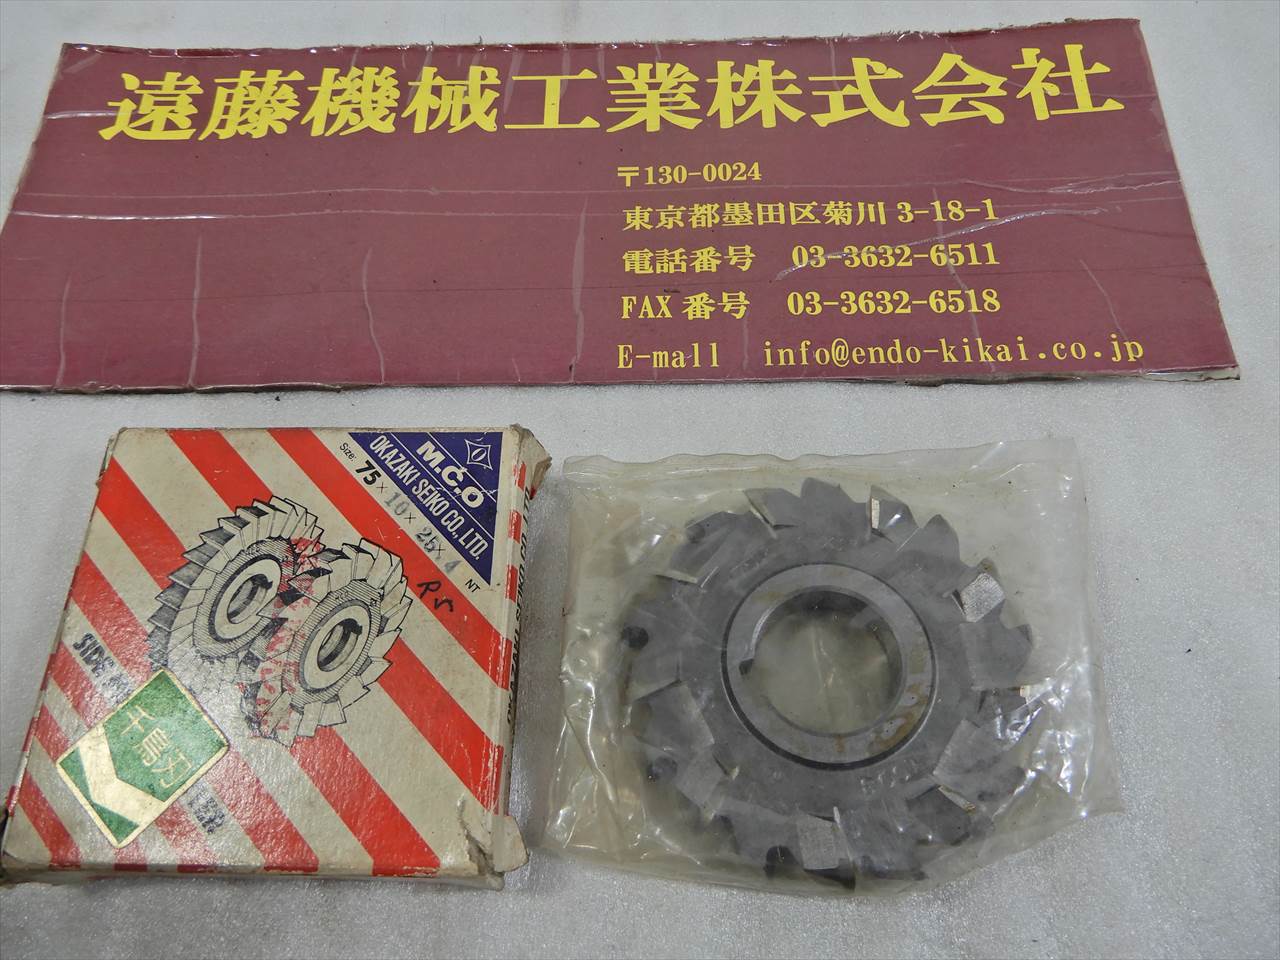 遠藤機械工業株式会社
〒130-0024
東京都墨田区菊川 3-18-1
電話番号 03-3632-6511
FAX 番号 03-3632-6518
E-mall info@endo-kikai.co.jp
M.C.O
OKAZAKI SEIKO CO., LTD.
Size: 75 × 10 × 25.4
NT
SIDE
千鳥刃